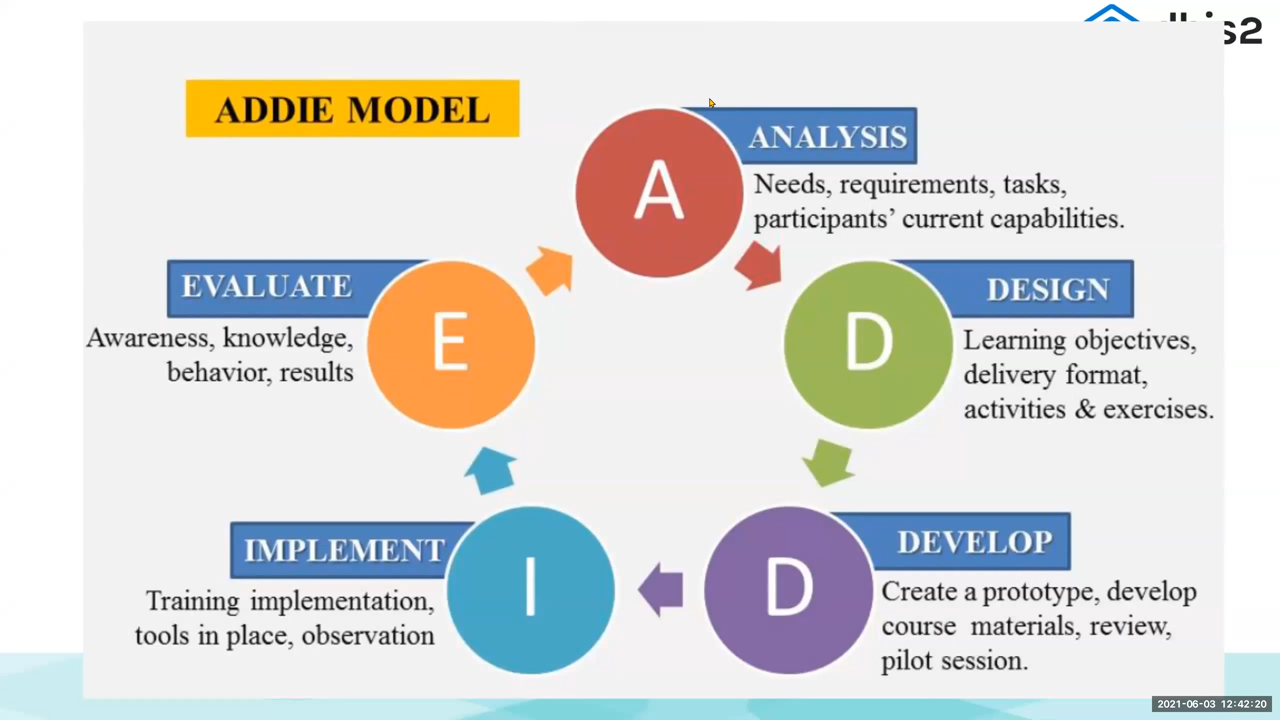 ADDIE MODEL
A
ANALYSIS
Needs, requirements, tasks,
participants’ current capabilities.
D
DESIGN
Learning objectives,
delivery format,
activities & exercises.
D
DEVELOP
Create a prototype, develop
course materials, review,
pilot session.
I
IMPLEMENT
Training implementation,
tools in place, observation
E
EVALUATE
Awareness, knowledge,
behavior, results
2021-06-03 12:42:20